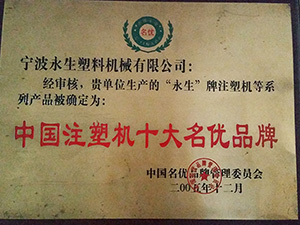 名优
宁波永生塑料机械有限公司：
经审核，贵单位生产的“永生”牌注塑机等系
列产品被确定为：
中国注塑机十大名优品牌
中国名优品牌管理委员会
二00五年十二月